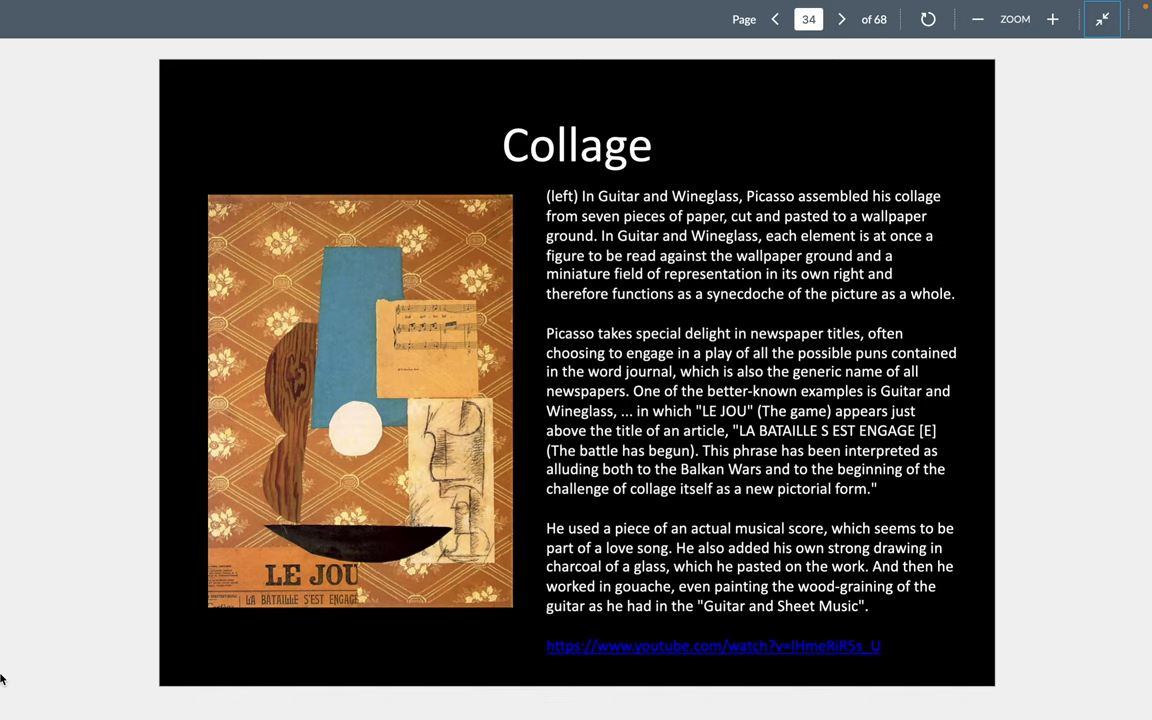 Page 34 of 68 ZOOM
Collage
(left) In Guitar and Wineglass, Picasso assembled his collage
from seven pieces of paper, cut and pasted to a wallpaper
ground. In Guitar and Wineglass, each element is at once a
figure to be read against the wallpaper ground and a
miniature field of representation in its own right and
therefore functions as a synecdoche of the picture as a whole.
Picasso takes special delight in newspaper titles, often
choosing to engage in a play of all the possible puns contained
in the word journal, which is also the generic name of all
newspapers. One of the better-known examples is Guitar and
Wineglass, ... in which "LE JOU" (The game) appears just
above the title of an article, "LA BATAILLE S EST ENGAGE [E]
(The battle has begun). This phrase has been interpreted as
alluding both to the Balkan Wars and to the beginning of the
challenge of collage itself as a new pictorial form."
He used a piece of an actual musical score, which seems to be
part of a love song. He also added his own strong drawing in
charcoal of a glass, which he pasted on the work. And then he
worked in gouache, even painting the wood-graining of the
guitar as he had in the "Guitar and Sheet Music".
LE JOU
LA BATAILLE S'EST ENGAGÉ